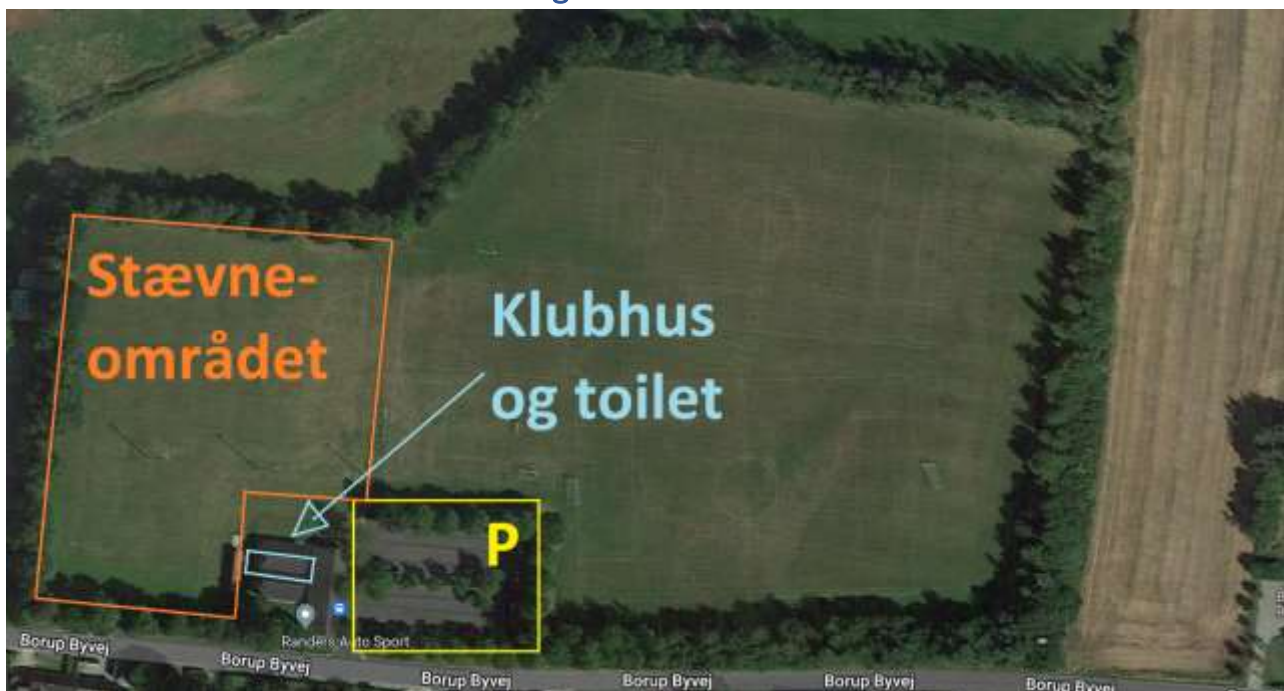 Stævne-
området
Klubhus
og toilet
P
Randers Auto Sport
Borup Byvej
Borup Byvej
Borup Byvej
Borup Byvej
Borup Byvej
Borup Byvej